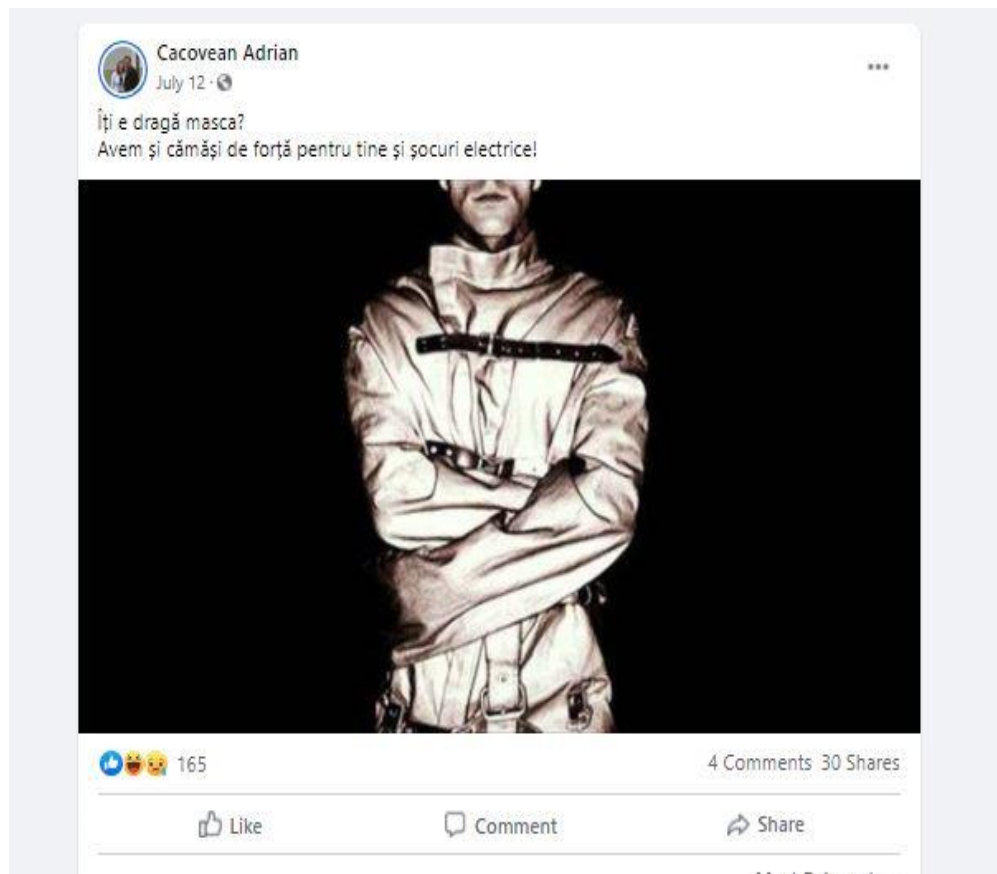 Cacovean Adrian
July 12 ·
Îți e dragă masca?
Avem și cămăși de forță pentru tine și șocuri electrice!
165
4 Comments 30 Shares
Like
Comment
Share